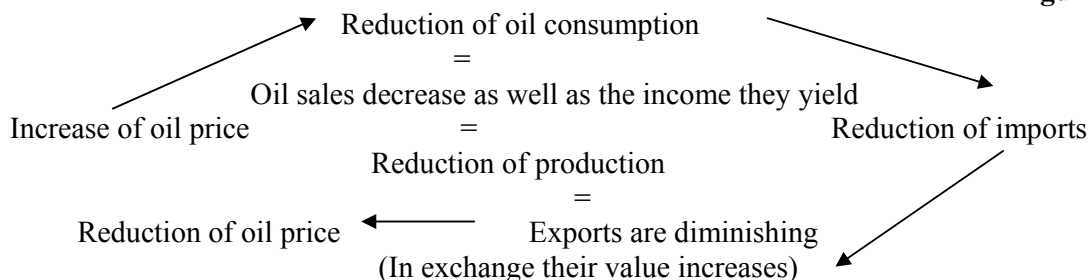 Reduction of oil consumption
=
Oil sales decrease as well as the income they yield
Increase of oil price
=
Reduction of imports
Reduction of production
=
Reduction of oil price
Exports are diminishing
(In exchange their value increases)